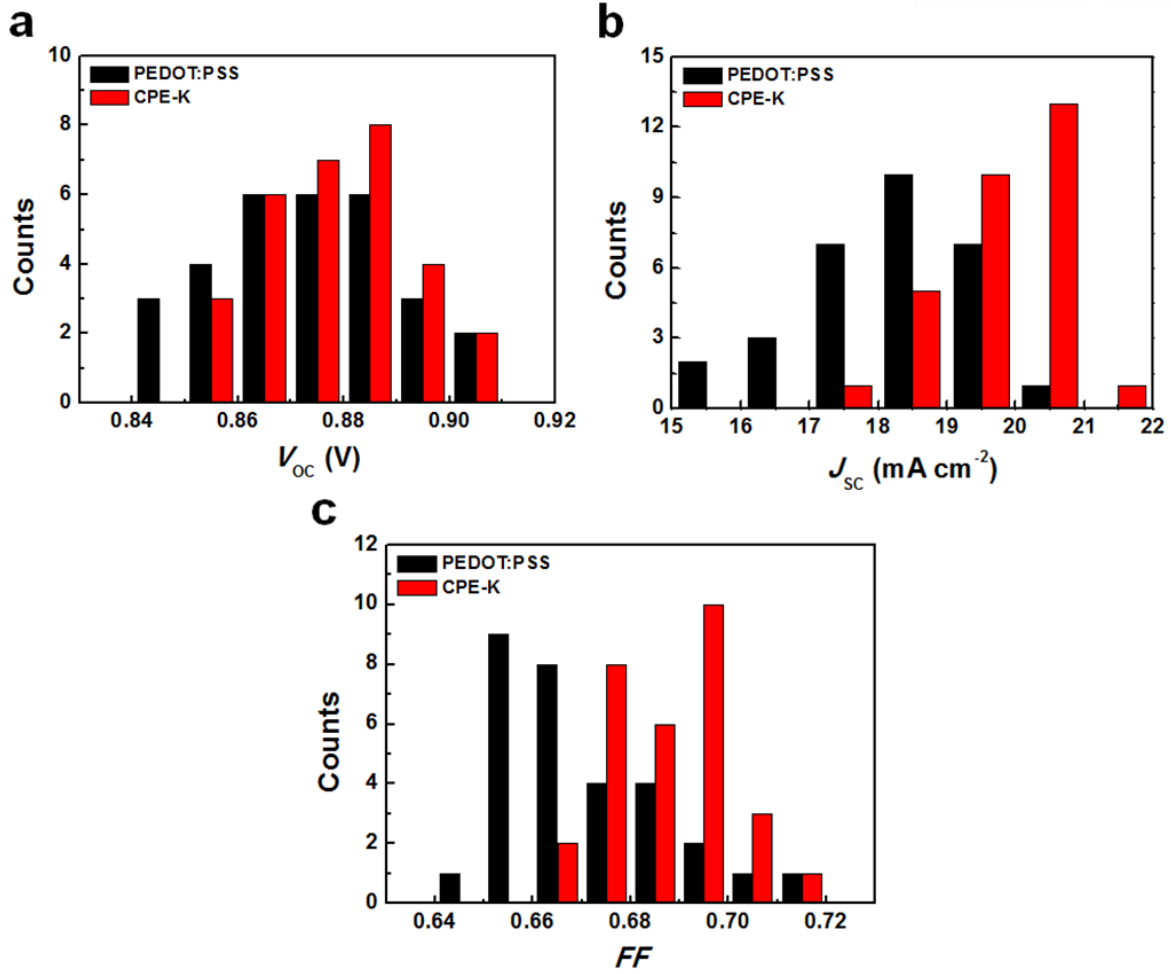 a
10
8
6
4
2
0
Counts
PEDOT:PSS
CPE-K
0.84 0.86 0.88 0.90 0.92
VOC (V)
b
15
12
9
6
3
0
Counts
PEDOT:PSS
CPE-K
15 16 17 18 19 20 21 22
JSC (mA cm-2)
c
12
10
8
6
4
2
0
Counts
PEDOT:PSS
CPE-K
0.64 0.66 0.68 0.70 0.72
FF